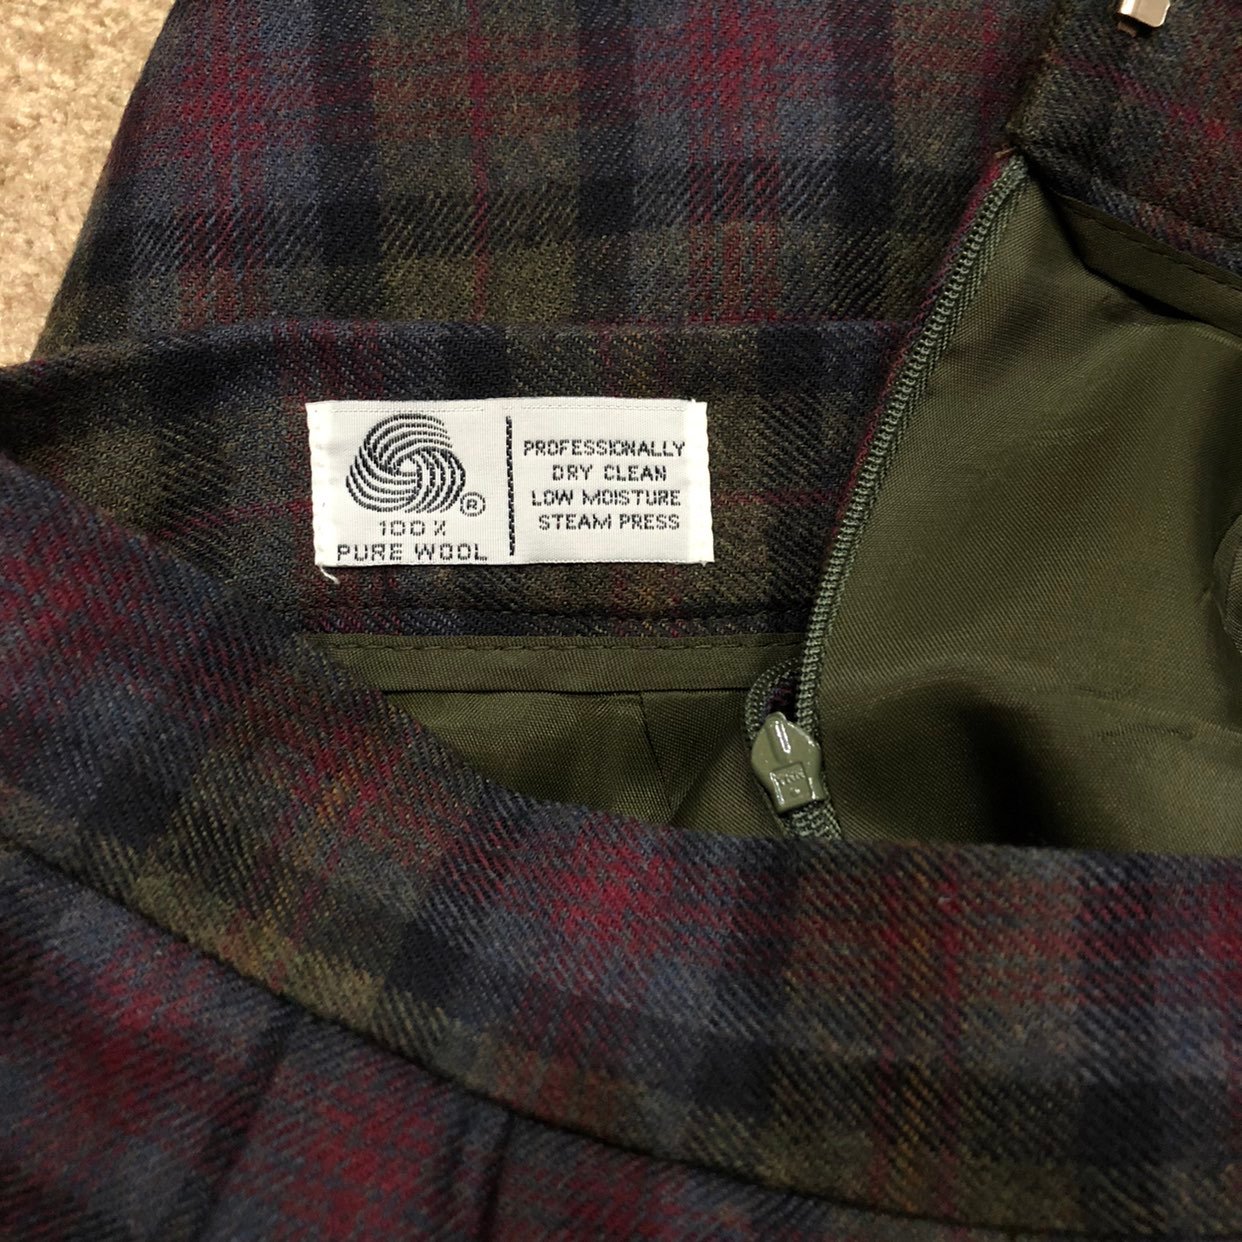 ®
100%
PURE WOOL
PROFESSIONALLY
DRY CLEAN
LOW MOISTURE
STEAM PRESS